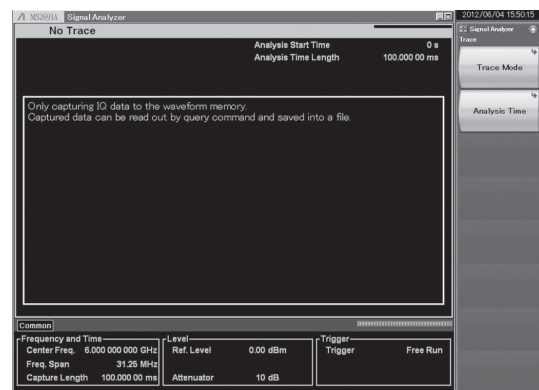 MS2691A Signal Analyzer
2012/06/04 15:50:15
No Trace
Signal Analyzer
Trace
Analysis Start Time 0 s
Analysis Time Length 100.000 00 ms
Trace Mode
Analysis Time
Only capturing IQ data to the waveform memory.
Captured data can be read out by query command and saved into a file.
Common
Frequency and Time
Center Freq. 6.000 000 000 GHz
Freq. Span 31.25 MHz
Capture Length 100.000 00 ms
Level
Ref. Level 0.00 dBm
Attenuator 10 dB
Trigger
Trigger Free Run